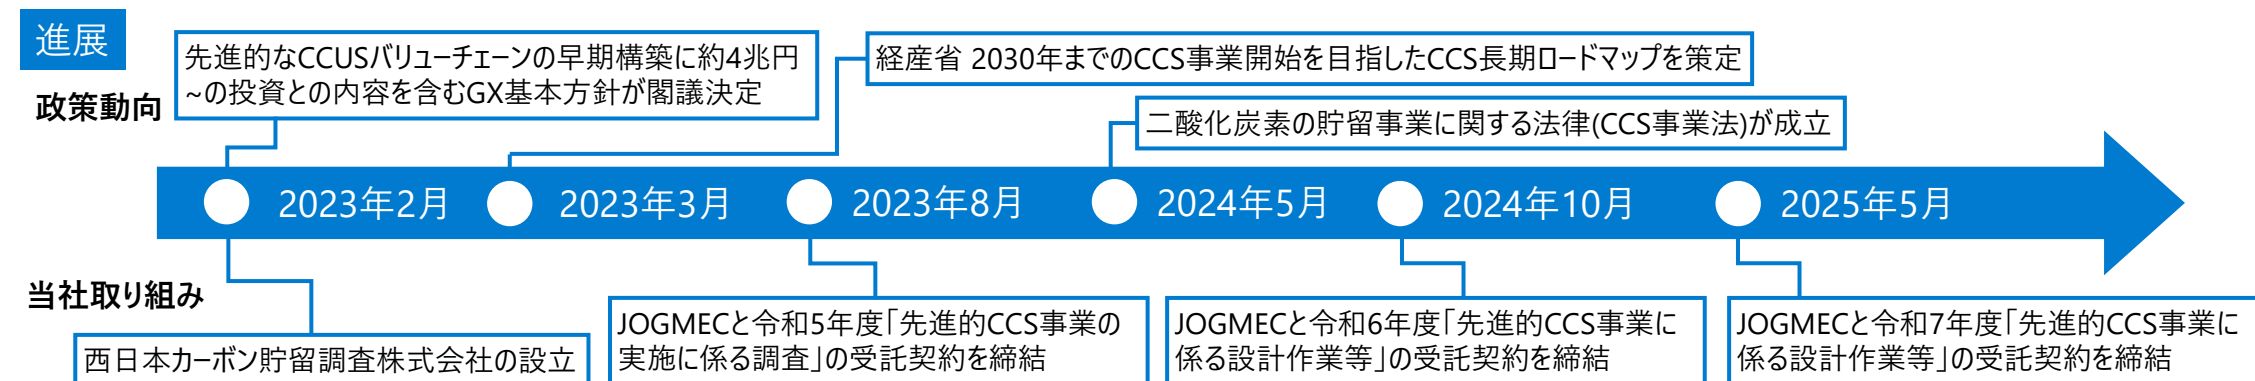 進展
政策動向
先進的なCCUSバリューチェーンの早期構築に約4兆円
~の投資との内容を含むGX基本方針が閣議決定
経産省 2030年までのCCS事業開始を目指したCCS長期ロードマップを策定
二酸化炭素の貯留事業に関する法律(CCS事業法)が成立
2023年2月
2023年3月
2023年8月
2024年5月
2024年10月
2025年5月
当社取り組み
西日本カーボン貯留調査株式会社の設立
JOGMECと令和5年度「先進的CCS事業の
実施に係る調査」の受託契約を締結
JOGMECと令和6年度「先進的CCS事業に
係る設計作業等」の受託契約を締結
JOGMECと令和7年度「先進的CCS事業に
係る設計作業等」の受託契約を締結